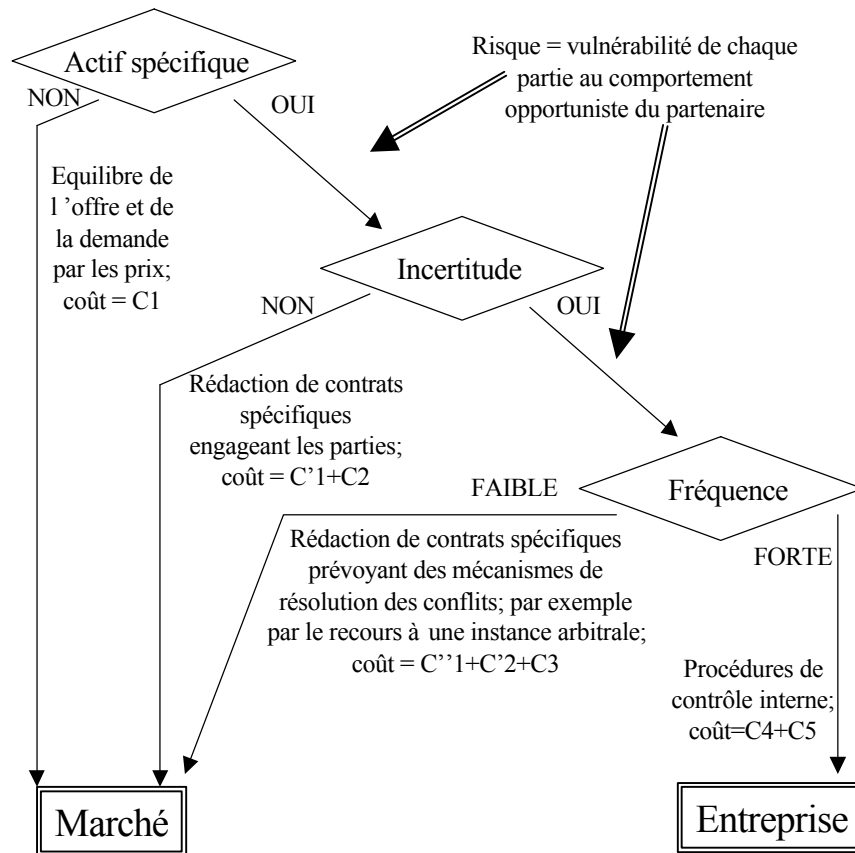 Actif spécifique
Risque = vulnérabilité de chaque
partie au comportement
opportuniste du partenaire
NON
OUI
Equilibre de
l ’offre et de
la demande
par les prix;
coût = C1
Incertitude
NON
OUI
Rédaction de contrats
spécifiques
engageant les parties;
coût = C’1+C2
FAIBLE
Fréquence
Rédaction de contrats spécifiques
prévoyant des mécanismes de
résolution des conflits; par exemple
par le recours à une instance arbitrale;
coût = C’’1+C’2+C3
FORTE
Procédures de
contrôle interne;
coût=C4+C5
Marché
Entreprise